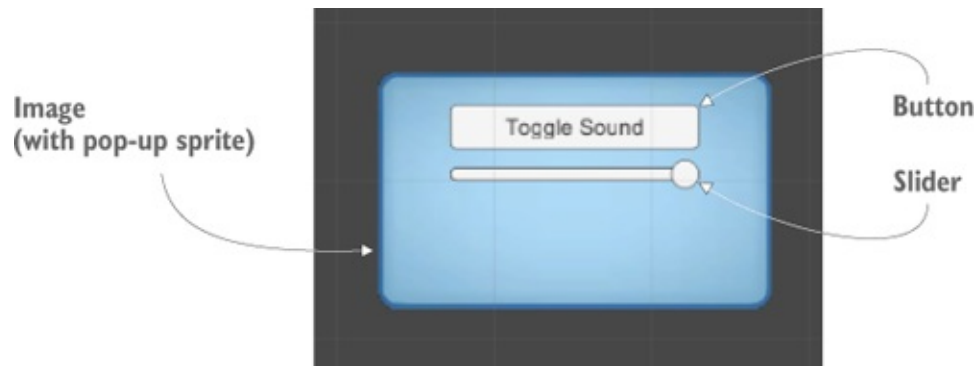 Image
(with pop-up sprite)
Toggle Sound
Button
Slider